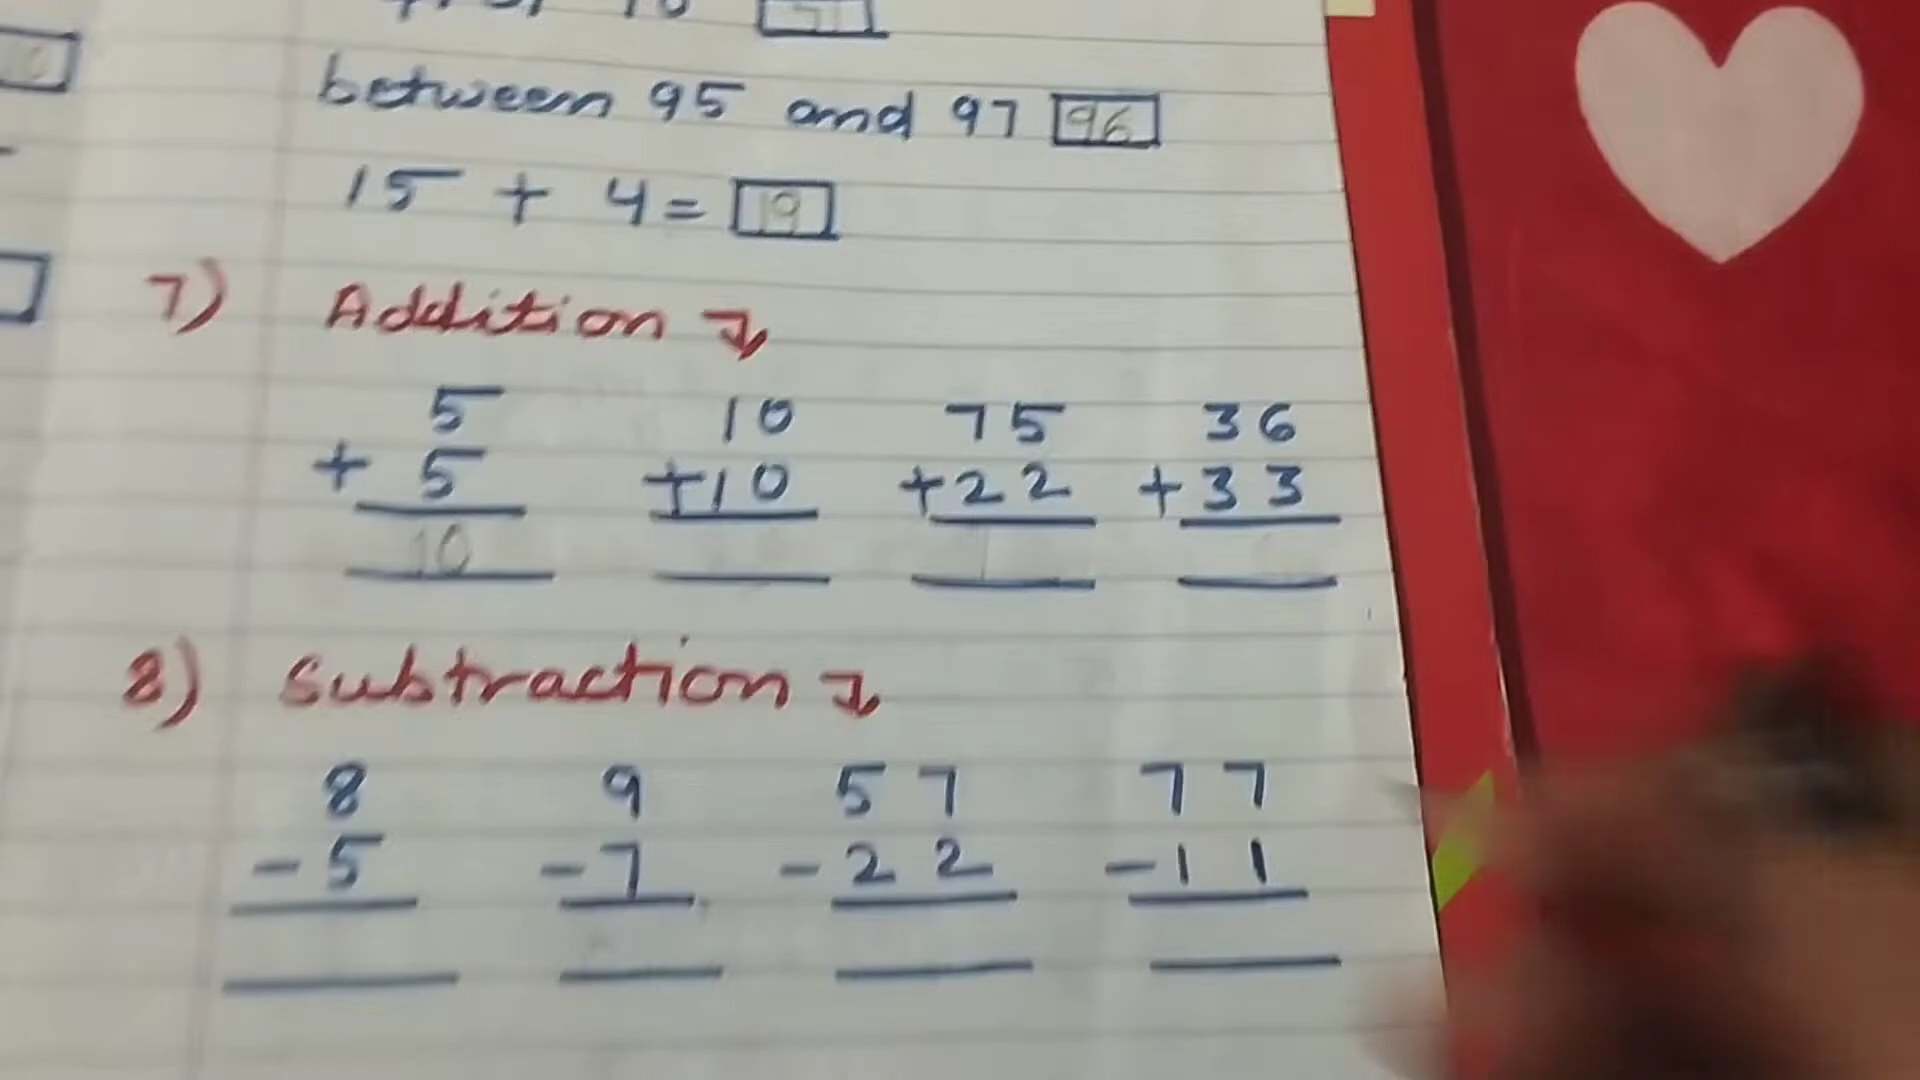 between 95 and 97 96
15 + 4 = 19
7) Addition
5 10 75 36
+ 5 +10 +22 +33
10
8) Subtraction
8 9 57 77
- 5 - 7 - 22 - 11